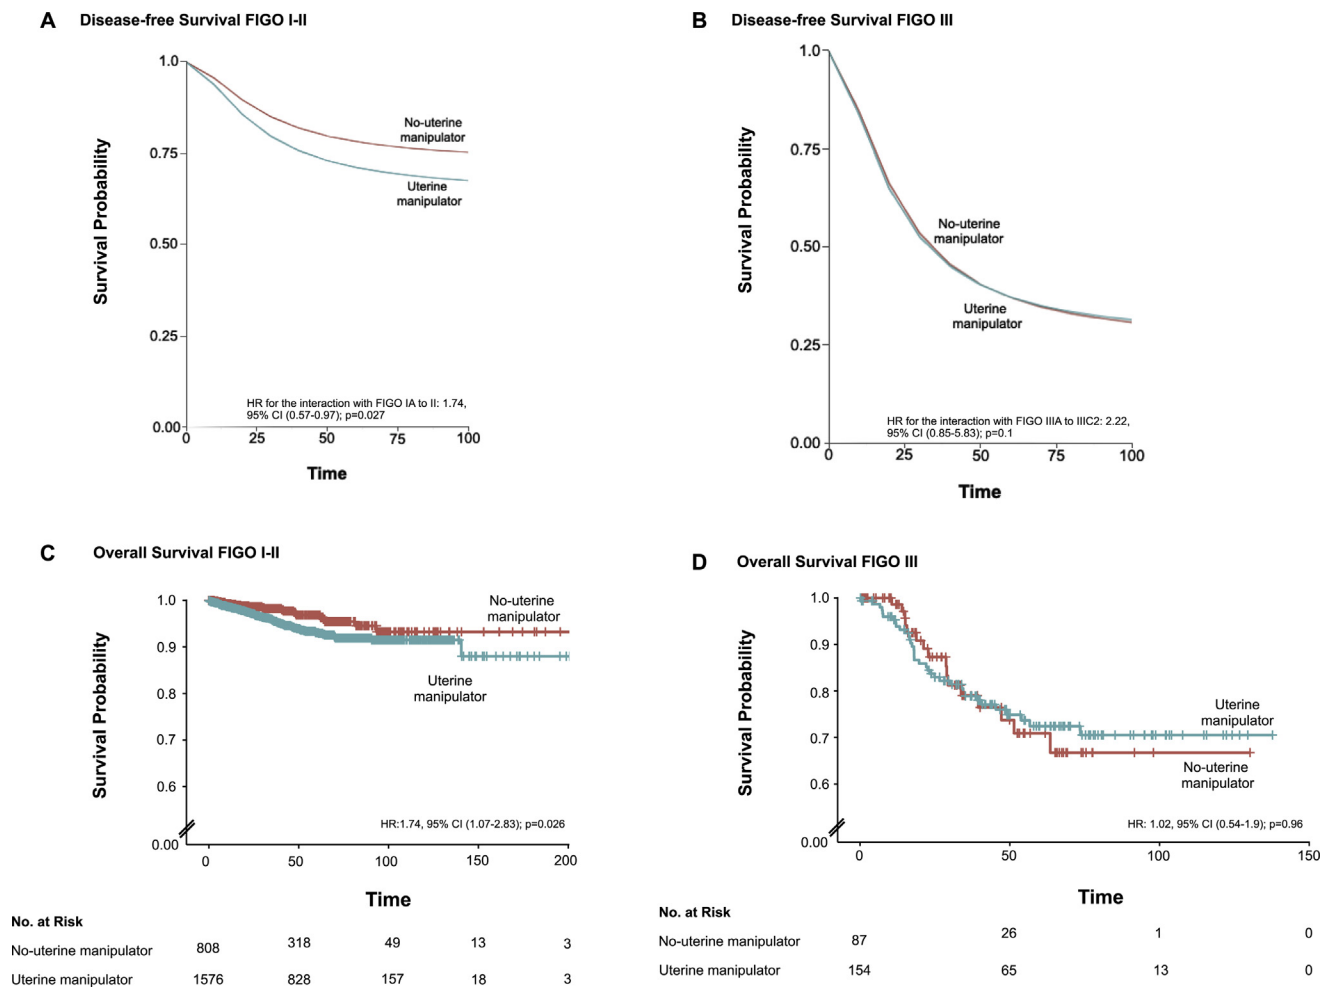 A Disease-free Survival FIGO I-II
1.0
0.75
0.50
0.25
0.00
Survival Probability
No-uterine
manipulator
Uterine
manipulator
HR for the interaction with FIGO IA to II: 1.74,
95% CI (0.57-0.97); p=0.027
0 25 50 75 100
Time
B Disease-free Survival FIGO III
1.0
0.75
0.50
0.25
0.00
Survival Probability
No-uterine
manipulator
Uterine
manipulator
HR for the interaction with FIGO IIIA to IIIC2: 2.22,
95% CI (0.85-5.83); p=0.1
0 25 50 75 100
Time
C Overall Survival FIGO I-II
1.0
0.9
0.8
0.7
0.6
0.00
Survival Probability
No-uterine
manipulator
Uterine
manipulator
HR:1.74, 95% CI (1.07-2.83); p=0.026
0 50 100 150 200
Time
No. at Risk
No-uterine manipulator 808 318 49 13 3
Uterine manipulator 1576 828 157 18 3
D Overall Survival FIGO III
1.0
0.9
0.8
0.7
0.6
0.00
Survival Probability
Uterine
manipulator
No-uterine
manipulator
HR: 1.02, 95% CI (0.54-1.9); p=0.96
0 50 100 150
Time
No. at Risk
No-uterine manipulator 87 26 1 0
Uterine manipulator 154 65 13 0